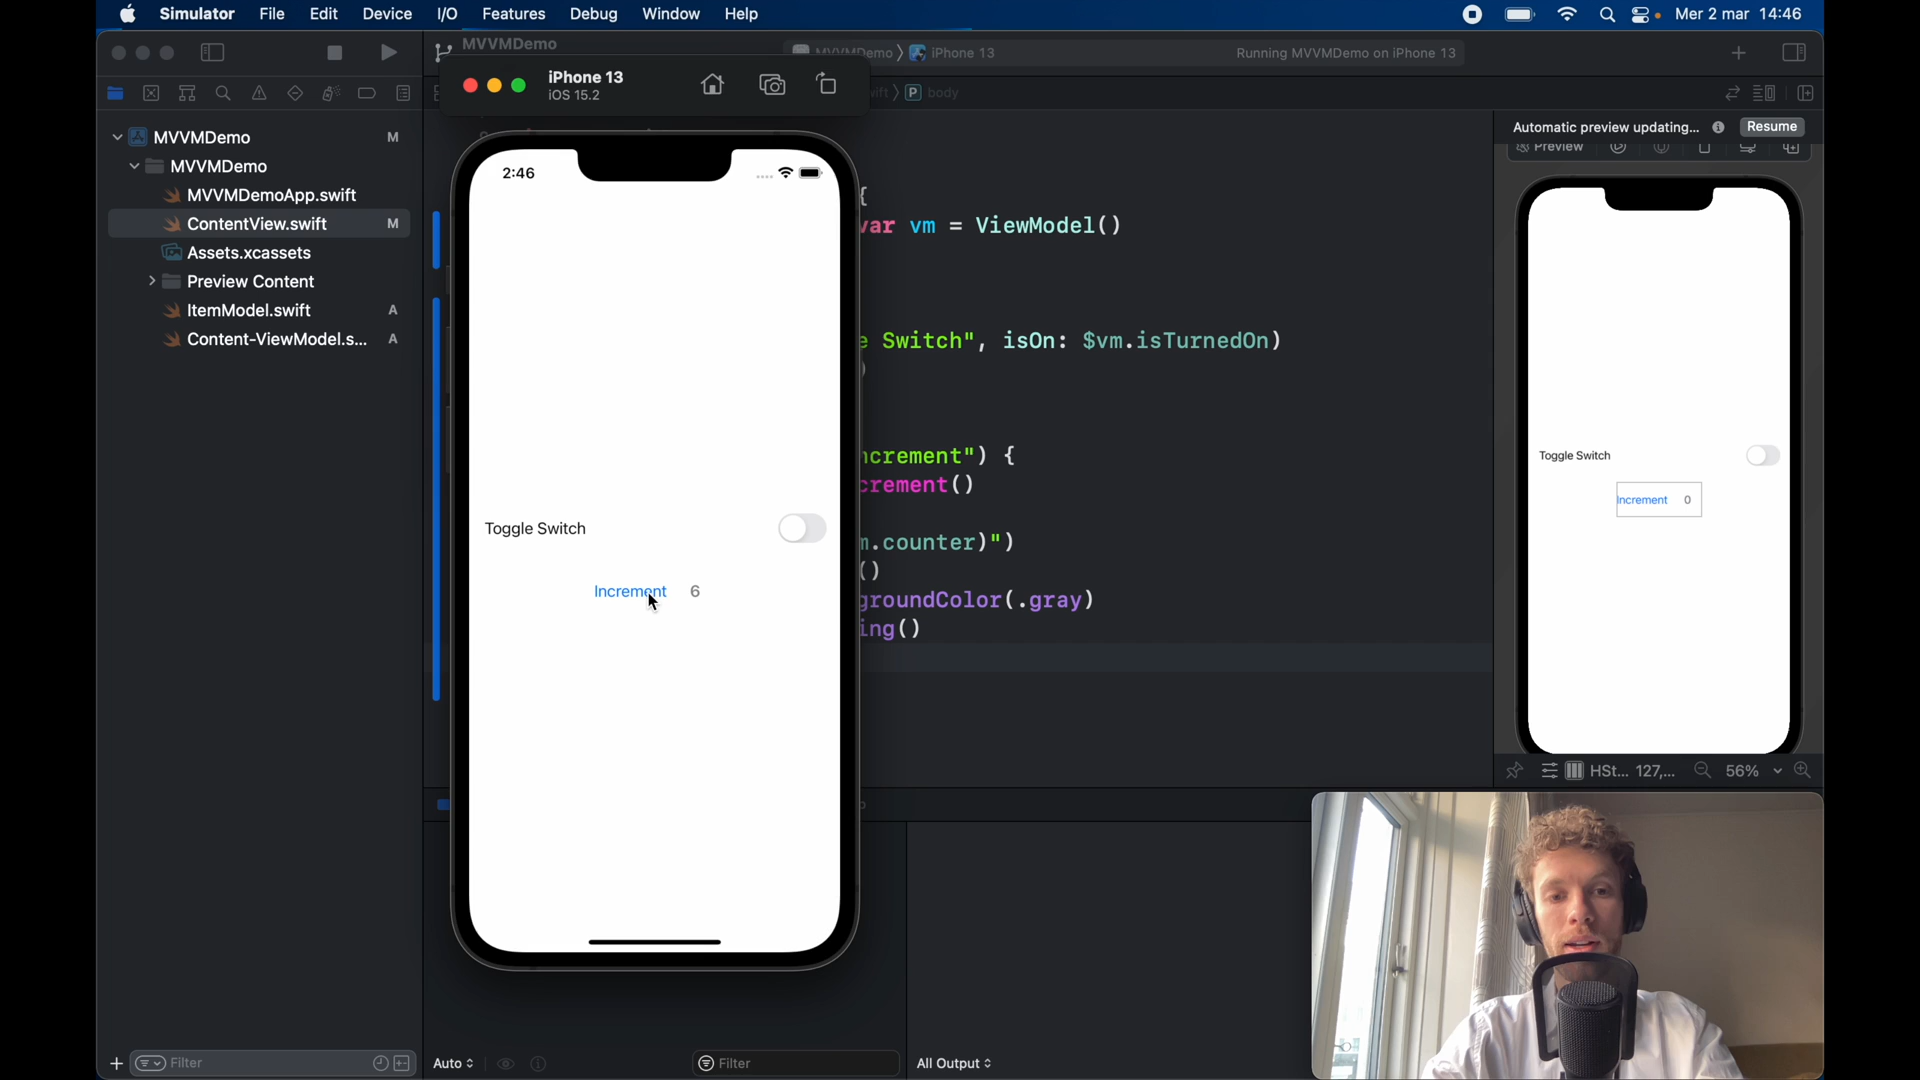 Simulator File Edit Device I/O Features Debug Window Help
Mer 2 mar 14:46
MVVMDemo
MVVMDemo iPhone 13
Running MVVMDemo on iPhone 13
iPhone 13
iOS 15.2
body
MVVMDemo M
MVVMDemo
MVVMDemoApp.swift
ContentView.swift M
Assets.xcassets
Preview Content
ItemModel.swift A
Content-ViewModel.s... A
Filter
2:46
Toggle Switch
Increment 6
{
var vm = ViewModel()
e Switch", isOn: $vm.isTurnedOn)
)
ncrement") {
crement()
m.counter)")
()
groundColor(.gray)
ing()
Automatic preview updating... Resume
Preview
Toggle Switch
Increment 0
HSt... 127,... 56%
Auto
Filter
All Output